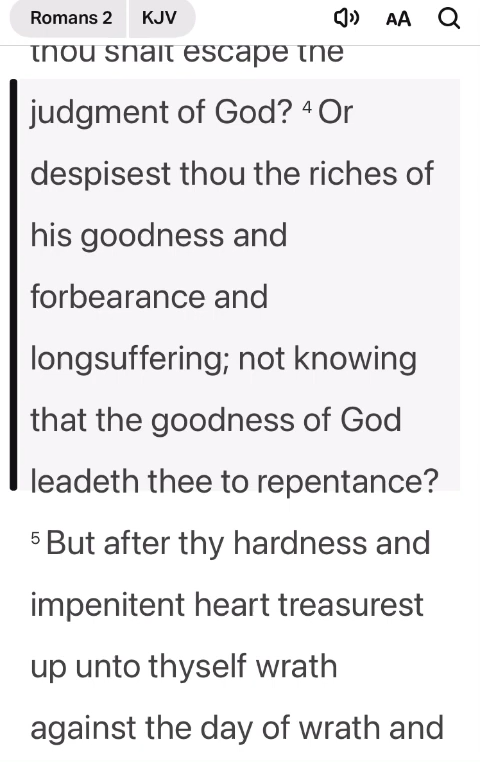 Romans 2 KJV AA
thou shalt escape the
judgment of God? 4 Or
despisest thou the riches of
his goodness and
forbearance and
longsuffering; not knowing
that the goodness of God
leadeth thee to repentance?
5 But after thy hardness and
impenitent heart treasurest
up unto thyself wrath
against the day of wrath and